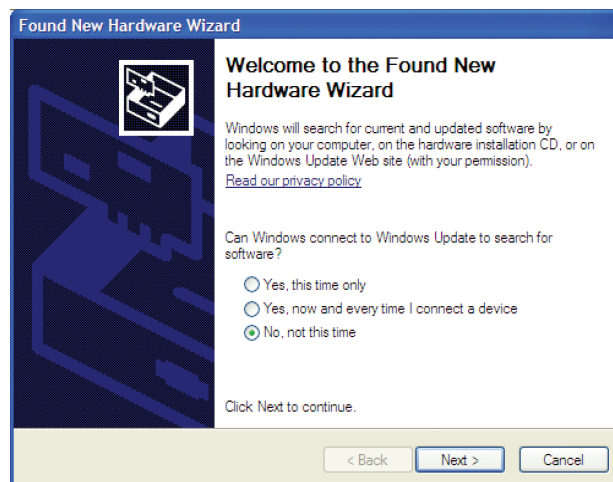 Found New Hardware Wizard
Welcome to the Found New
Hardware Wizard
Windows will search for current and updated software by
looking on your computer, on the hardware installation CD, or on
the Windows Update Web site (with your permission).
Read our privacy policy
Can Windows connect to Windows Update to search for
software?
Yes, this time only
Yes, now and every time I connect a device
No, not this time
Click Next to continue.
< Back Next > Cancel